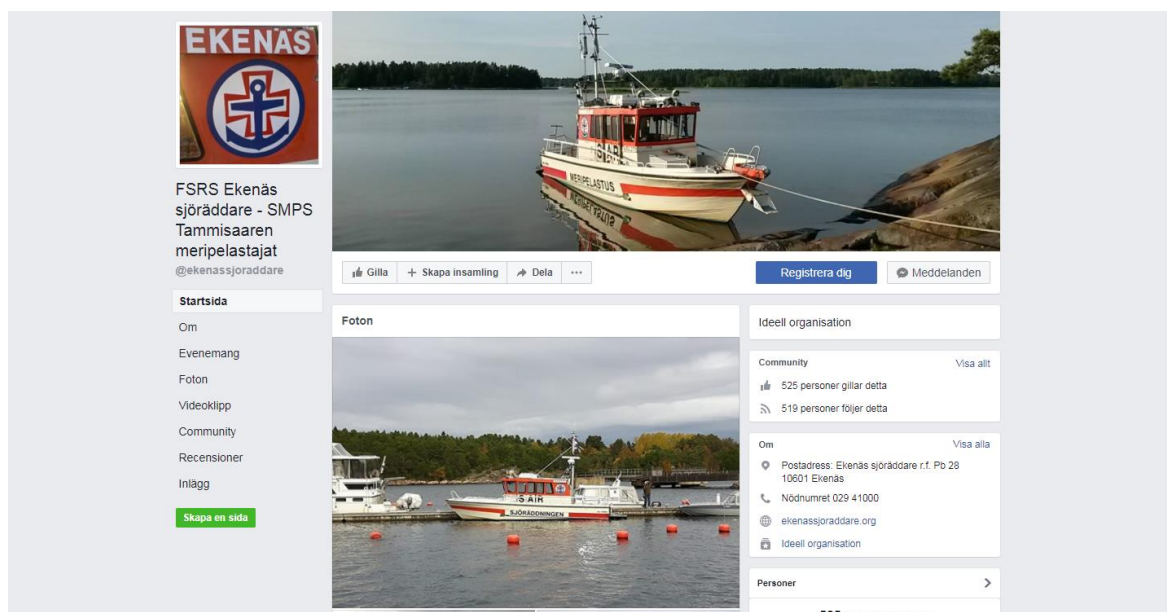 EKENÄS
FSRS Ekenäs
sjöräddare - SMPS
Tammisaaren
meripelastajat
@ekenassjoraddare
Startsida
Om
Evenemang
Foton
Videoklipp
Community
Recensioner
Inlägg
Skapa en sida
MERIPELASTUS
Gilla
Skapa insamling
Dela
Registrera dig
Meddelanden
Foton
SJÖRÄDDNINGEN
Ideell organisation
Community
Visa allt
525 personer gillar detta
519 personer följer detta
Om
Visa alla
Postadress: Ekenäs sjöräddare r.f. Pb 28
10601 Ekenäs
Nödnumret 029 41000
ekenassjoraddare.org
Ideell organisation
Personer